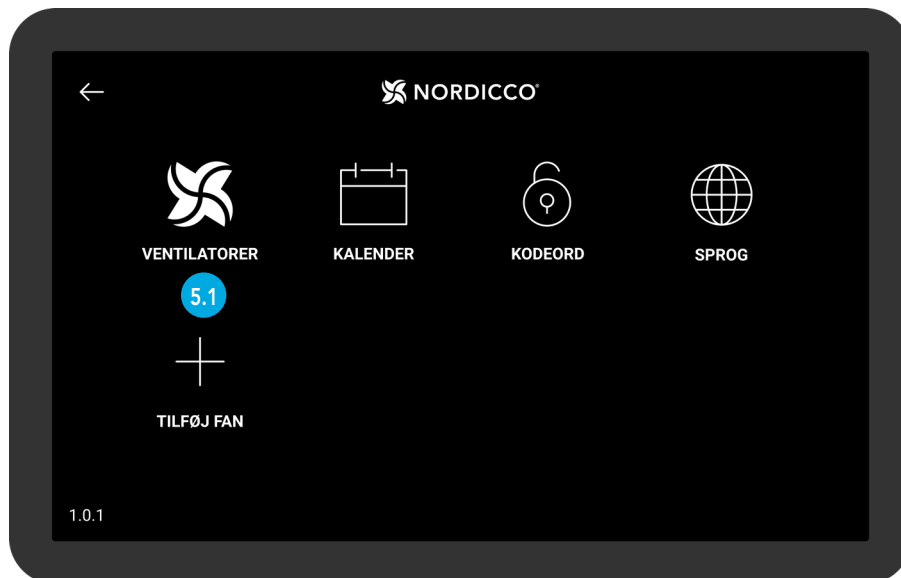 NORDICCO®
VENTILATORER
KALENDER
KODEORD
SPROG
5.1
TILFØJ FAN
1.0.1